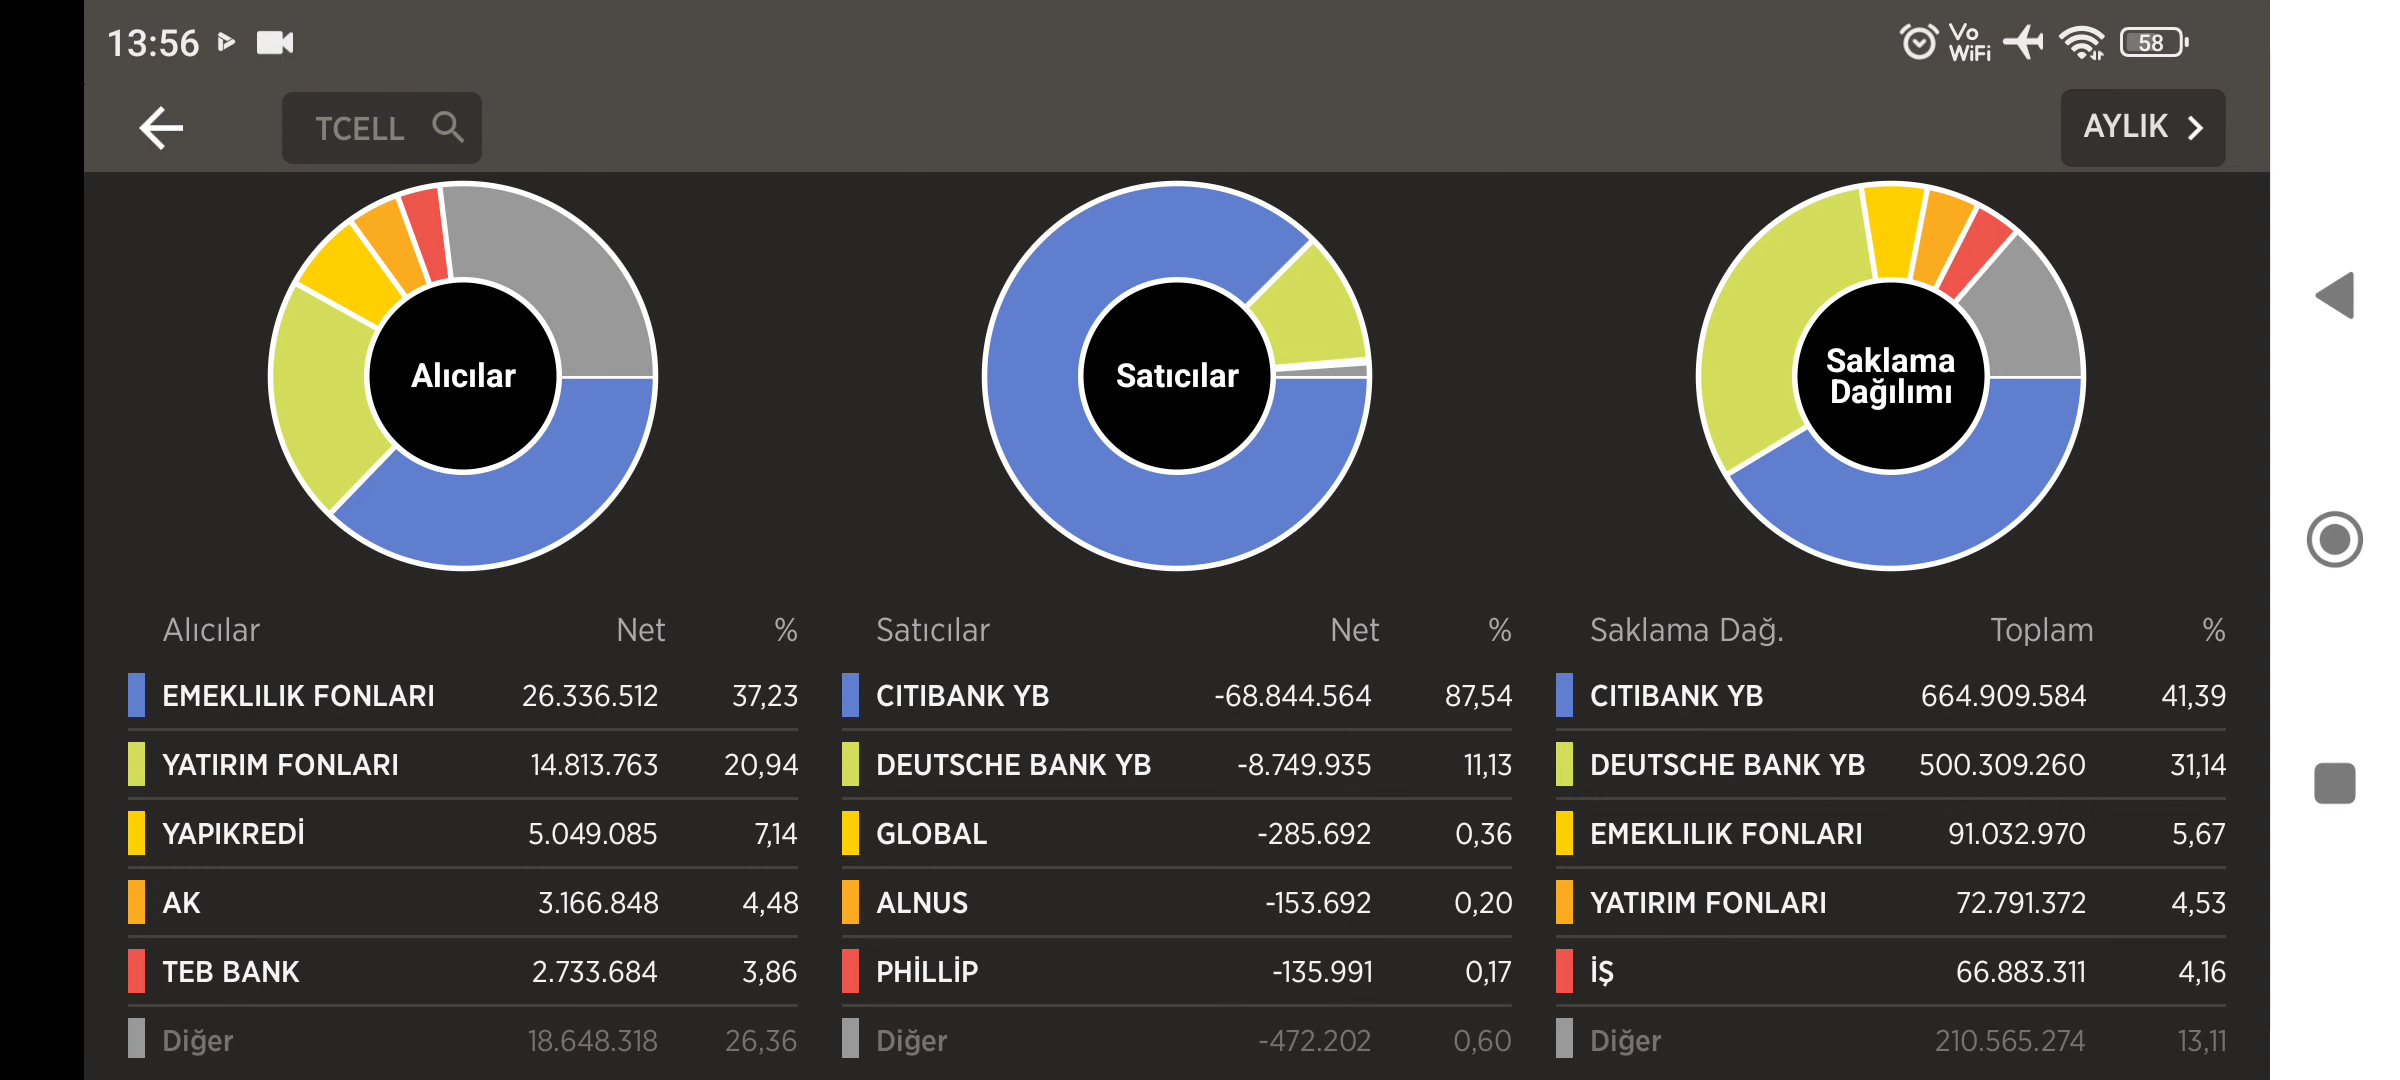 13:56
Vo WiFi
58
TCELL
AYLIK
Alıcılar
Satıcılar
Saklama
Dağılımı
Alıcılar Net %
EMEKLILIK FONLARI 26.336.512 37,23
YATIRIM FONLARI 14.813.763 20,94
YAPIKREDİ 5.049.085 7,14
AK 3.166.848 4,48
TEB BANK 2.733.684 3,86
Diğer 18.648.318 26,36
Satıcılar Net %
CITIBANK YB -68.844.564 87,54
DEUTSCHE BANK YB -8.749.935 11,13
GLOBAL -285.692 0,36
ALNUS -153.692 0,20
PHİLLİP -135.991 0,17
Diğer -472.202 0,60
Saklama Dağ. Toplam %
CITIBANK YB 664.909.584 41,39
DEUTSCHE BANK YB 500.309.260 31,14
EMEKLILIK FONLARI 91.032.970 5,67
YATIRIM FONLARI 72.791.372 4,53
İŞ 66.883.311 4,16
Diğer 210.565.274 13,11